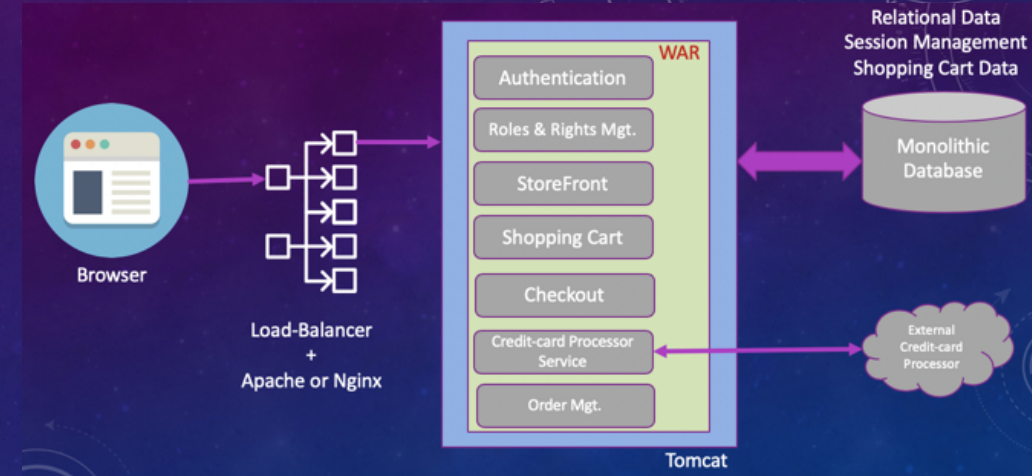 Browser
Load-Balancer
+
Apache or Nginx
WAR
Authentication
Roles & Rights Mgt.
StoreFront
Shopping Cart
Checkout
Credit-card Processor
Service
Order Mgt.
Tomcat
Relational Data
Session Management
Shopping Cart Data
Monolithic
Database
External
Credit-card
Processor